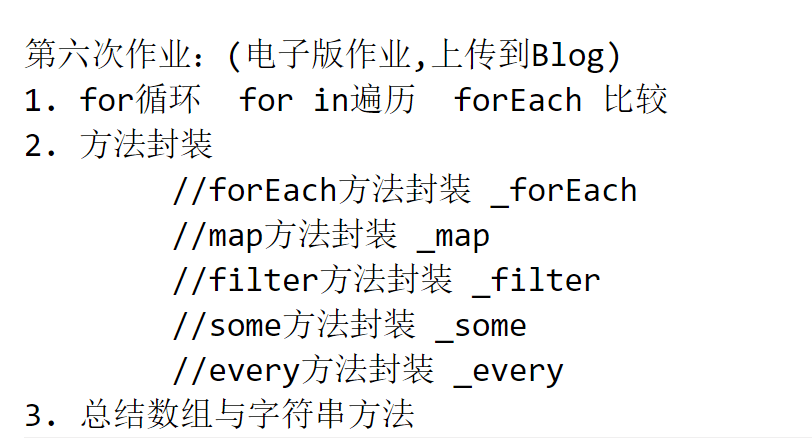 第六次作业：(电子版作业,上传到Blog)
1. for循环  for in遍历  forEach 比较
2. 方法封装
//forEach方法封装 _forEach
//map方法封装 _map
//filter方法封装 _filter
//some方法封装 _some
//every方法封装 _every
3. 总结数组与字符串方法